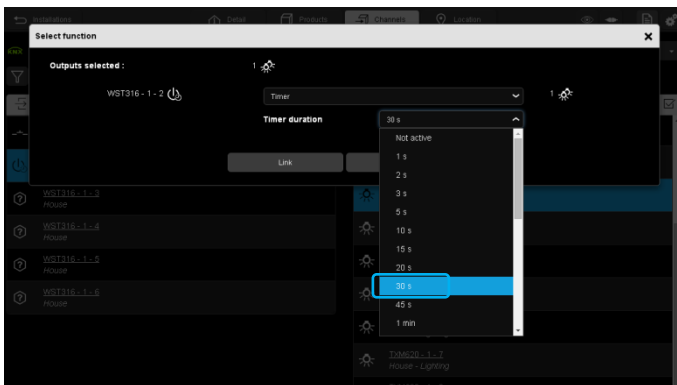 Installations Detail Products Channels Location
Select function
KNX
Outputs selected : 1
WST316 - 1 - 2 Timer 1
Timer duration 30 s
Not active
Link
1 s
2 s
WST316 - 1 - 3
House
3 s
5 s
WST316 - 1 - 4
House
10 s
15 s
WST316 - 1 - 5
House
20 s
30 s
WST316 - 1 - 6
House
45 s
1 min
TXM620 - 1 - 7
House - Lighting